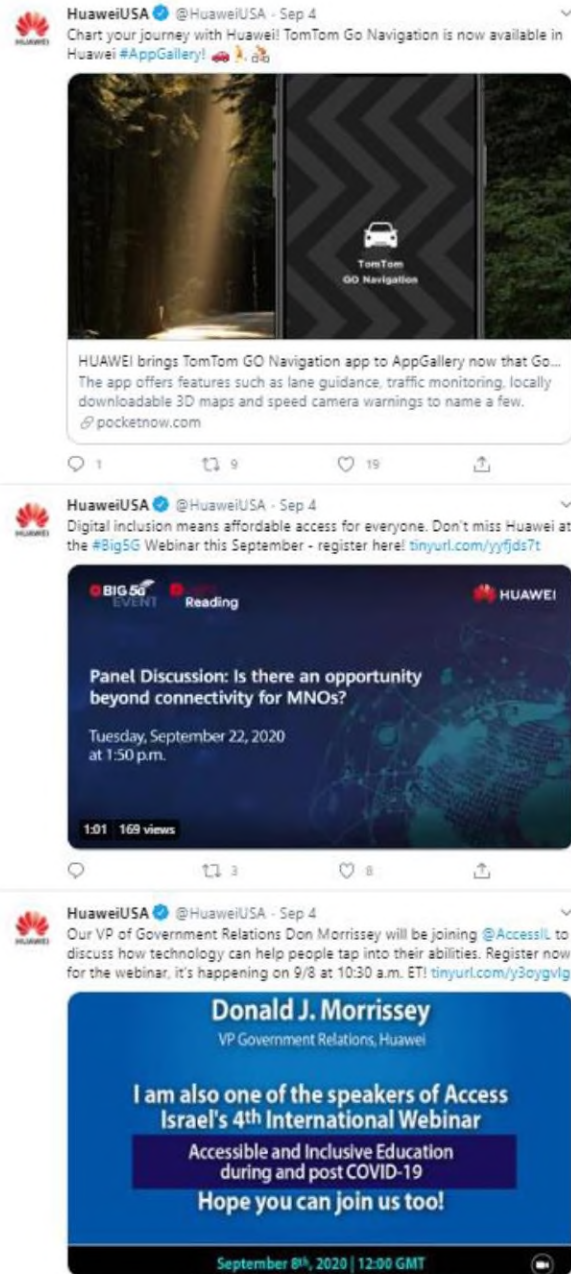 HuaweiUSA @HuaweiUSA · Sep 4
Chart your journey with Huawei! TomTom Go Navigation is now available in
Huawei #AppGallery! 🚗🚶🚴
HUAWEI
TomTom
GO Navigation
HUAWEI brings TomTom GO Navigation app to AppGallery now that Go...
The app offers features such as lane guidance, traffic monitoring, locally
downloadable 3D maps and speed camera warnings to name a few.
pocketnow.com
1 9 19
HuaweiUSA @HuaweiUSA · Sep 4
Digital inclusion means affordable access for everyone. Don't miss Huawei at
the #Big5G Webinar this September - register here! tinyurl.com/yyfjds7t
HUAWEI
BIG 5G
EVENT
Reading
HUAWEI
Panel Discussion: Is there an opportunity
beyond connectivity for MNOs?
Tuesday, September 22, 2020
at 1:50 p.m.
1:01 169 views
3 8
HuaweiUSA @HuaweiUSA · Sep 4
Our VP of Government Relations Don Morrissey will be joining @AccessIL to
discuss how technology can help people tap into their abilities. Register now
for the webinar, it's happening on 9/8 at 10:30 a.m. ET! tinyurl.com/y3oygvlg
HUAWEI
Donald J. Morrissey
VP Government Relations, Huawei
I am also one of the speakers of Access
Israel's 4th International Webinar
Accessible and Inclusive Education
during and post COVID-19
Hope you can join us too!
September 8th, 2020 | 12:00 GMT